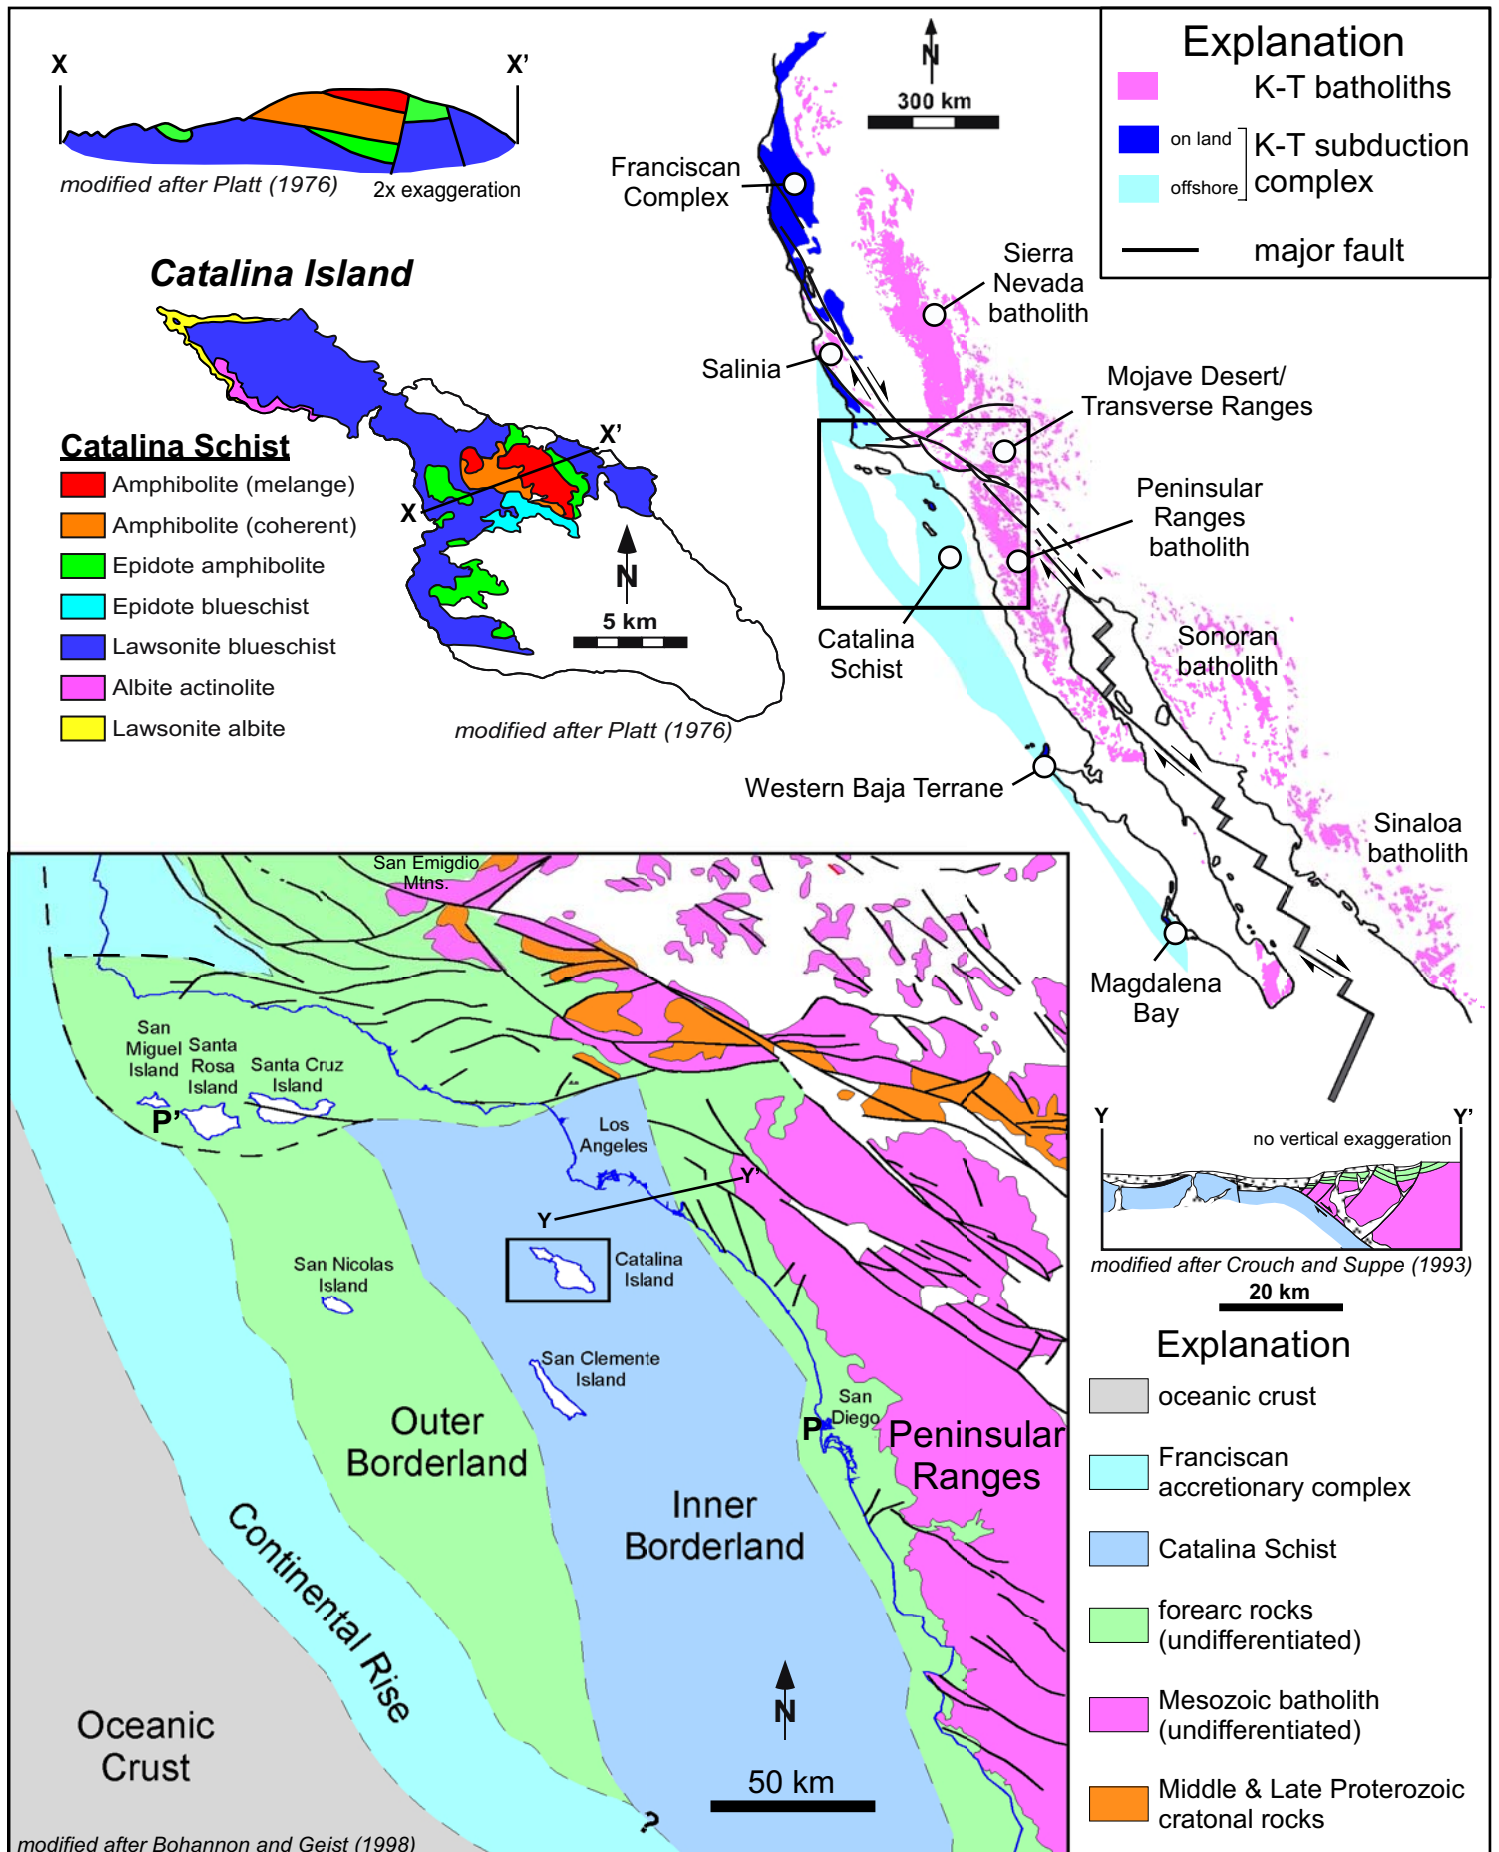 X
X'
modified after Platt (1976)
2x exaggeration
N
300 km
Explanation
K-T batholiths
on land
offshore
K-T subduction
complex
major fault
Franciscan
Complex
Sierra
Nevada
batholith
Salinia
Mojave Desert/
Transverse Ranges
Peninsular
Ranges
batholith
Catalina
Schist
Sonoran
batholith
Western Baja Terrane
Sinaloa
batholith
Magdalena
Bay
Catalina Island
Catalina Schist
Amphibolite (melange)
Amphibolite (coherent)
Epidote amphibolite
Epidote blueschist
Lawsonite blueschist
Albite actinolite
Lawsonite albite
X
X'
N
5 km
modified after Platt (1976)
San Emigdio
Mtns.
San
Miguel
Island
Santa
Rosa
Island
Santa Cruz
Island
P'
Los
Angeles
Y
Y'
San Nicolas
Island
Catalina
Island
San Clemente
Island
San
Diego
P
Peninsular
Ranges
Outer
Borderland
Inner
Borderland
Continental Rise
Oceanic
Crust
N
50 km
?
modified after Bohannon and Geist (1998)
Y
Y'
no vertical exaggeration
modified after Crouch and Suppe (1993)
20 km
Explanation
oceanic crust
Franciscan
accretionary complex
Catalina Schist
forearc rocks
(undifferentiated)
Mesozoic batholith
(undifferentiated)
Middle & Late Proterozoic
cratonal rocks